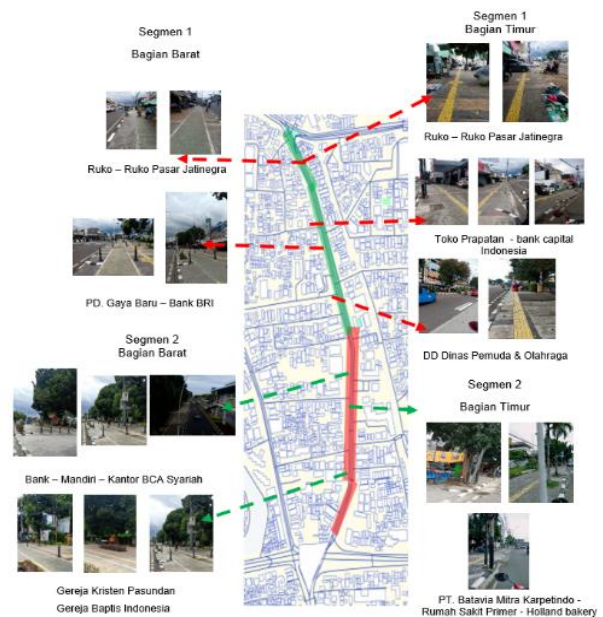 Segmen 1
Bagian Barat
Ruko – Ruko Pasar Jatinegra
PD. Gaya Baru – Bank BRI
Segmen 2
Bagian Barat
Bank – Mandiri – Kantor BCA Syariah
Gereja Kristen Pasundan
Gereja Baptis Indonesia
Segmen 1
Bagian Timur
Ruko – Ruko Pasar Jatinegra
Toko Prapatan - bank capital
Indonesia
DD Dinas Pemuda & Olahraga
Segmen 2
Bagian Timur
PT. Batavia Mitra Karpetindo -
Rumah Sakit Primer - Holland bakery